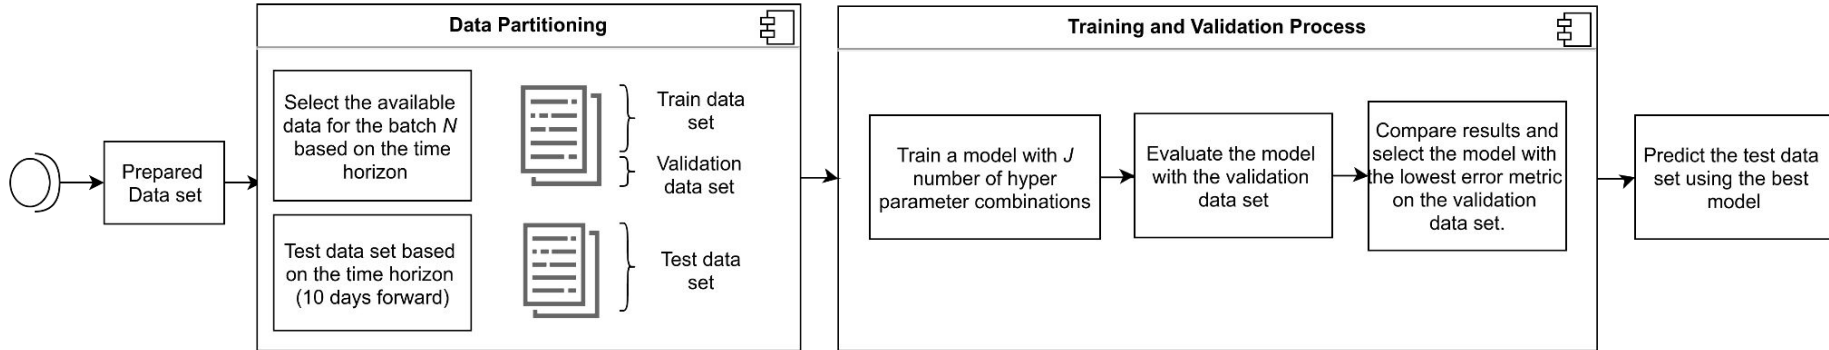 Prepared
Data set
Data Partitioning
Select the available
data for the batch N
based on the time
horizon
Train data
set
Validation
data set
Test data set based
on the time horizon
(10 days forward)
Test data
set
Training and Validation Process
Train a model with J
number of hyper
parameter combinations
Evaluate the model
with the validation
data set
Compare results and
select the model with
the lowest error metric
on the validation
data set.
Predict the test data
set using the best
model